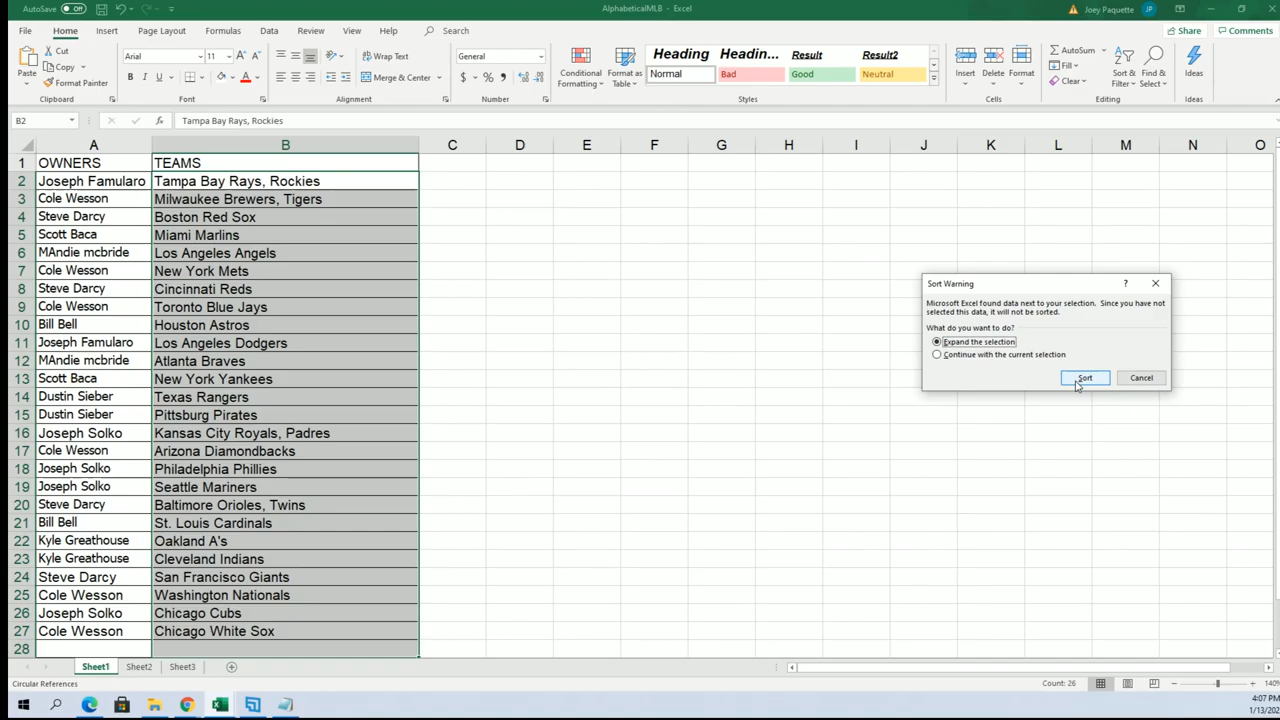 AutoSave Off AlphabeticalMLB - Excel Joey Paquette JP
File Home Insert Page Layout Formulas Data Review View Help Search Share Comments
Paste Cut Copy Format Painter Clipboard
Arial 11 A A B I U A Font
Wrap Text Merge & Center Alignment
General $ % , Number
Conditional Formatting Format as Table
Heading Headin... Result Result2
Normal Bad Good Neutral
Styles
Insert Delete Format Cells
AutoSum Fill Clear Sort & Filter Find & Select Editing
Ideas Ideas
B2 fx Tampa Bay Rays, Rockies
A B C D E F G H I J K L M N O
1 OWNERS TEAMS
2 Joseph Famularo Tampa Bay Rays, Rockies
3 Cole Wesson Milwaukee Brewers, Tigers
4 Steve Darcy Boston Red Sox
5 Scott Baca Miami Marlins
6 MAndie mcbride Los Angeles Angels
7 Cole Wesson New York Mets
8 Steve Darcy Cincinnati Reds
9 Cole Wesson Toronto Blue Jays
10 Bill Bell Houston Astros
11 Joseph Famularo Los Angeles Dodgers
12 MAndie mcbride Atlanta Braves
13 Scott Baca New York Yankees
14 Dustin Sieber Texas Rangers
15 Dustin Sieber Pittsburg Pirates
16 Joseph Solko Kansas City Royals, Padres
17 Cole Wesson Arizona Diamondbacks
18 Joseph Solko Philadelphia Phillies
19 Joseph Solko Seattle Mariners
20 Steve Darcy Baltimore Orioles, Twins
21 Bill Bell St. Louis Cardinals
22 Kyle Greathouse Oakland A's
23 Kyle Greathouse Cleveland Indians
24 Steve Darcy San Francisco Giants
25 Cole Wesson Washington Nationals
26 Joseph Solko Chicago Cubs
27 Cole Wesson Chicago White Sox
28
Sort Warning ?
Microsoft Excel found data next to your selection. Since you have not
selected this data, it will not be sorted.
What do you want to do?
Expand the selection
Continue with the current selection
Sort Cancel
Sheet1 Sheet2 Sheet3
Circular References Count: 26 140%
4:07 PM
1/13/202